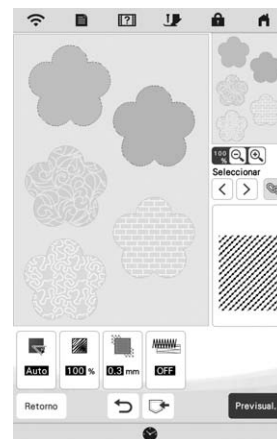 100
%
Seleccionar
Auto
100 %
0.3 mm
OFF
Retorno
Previsual.